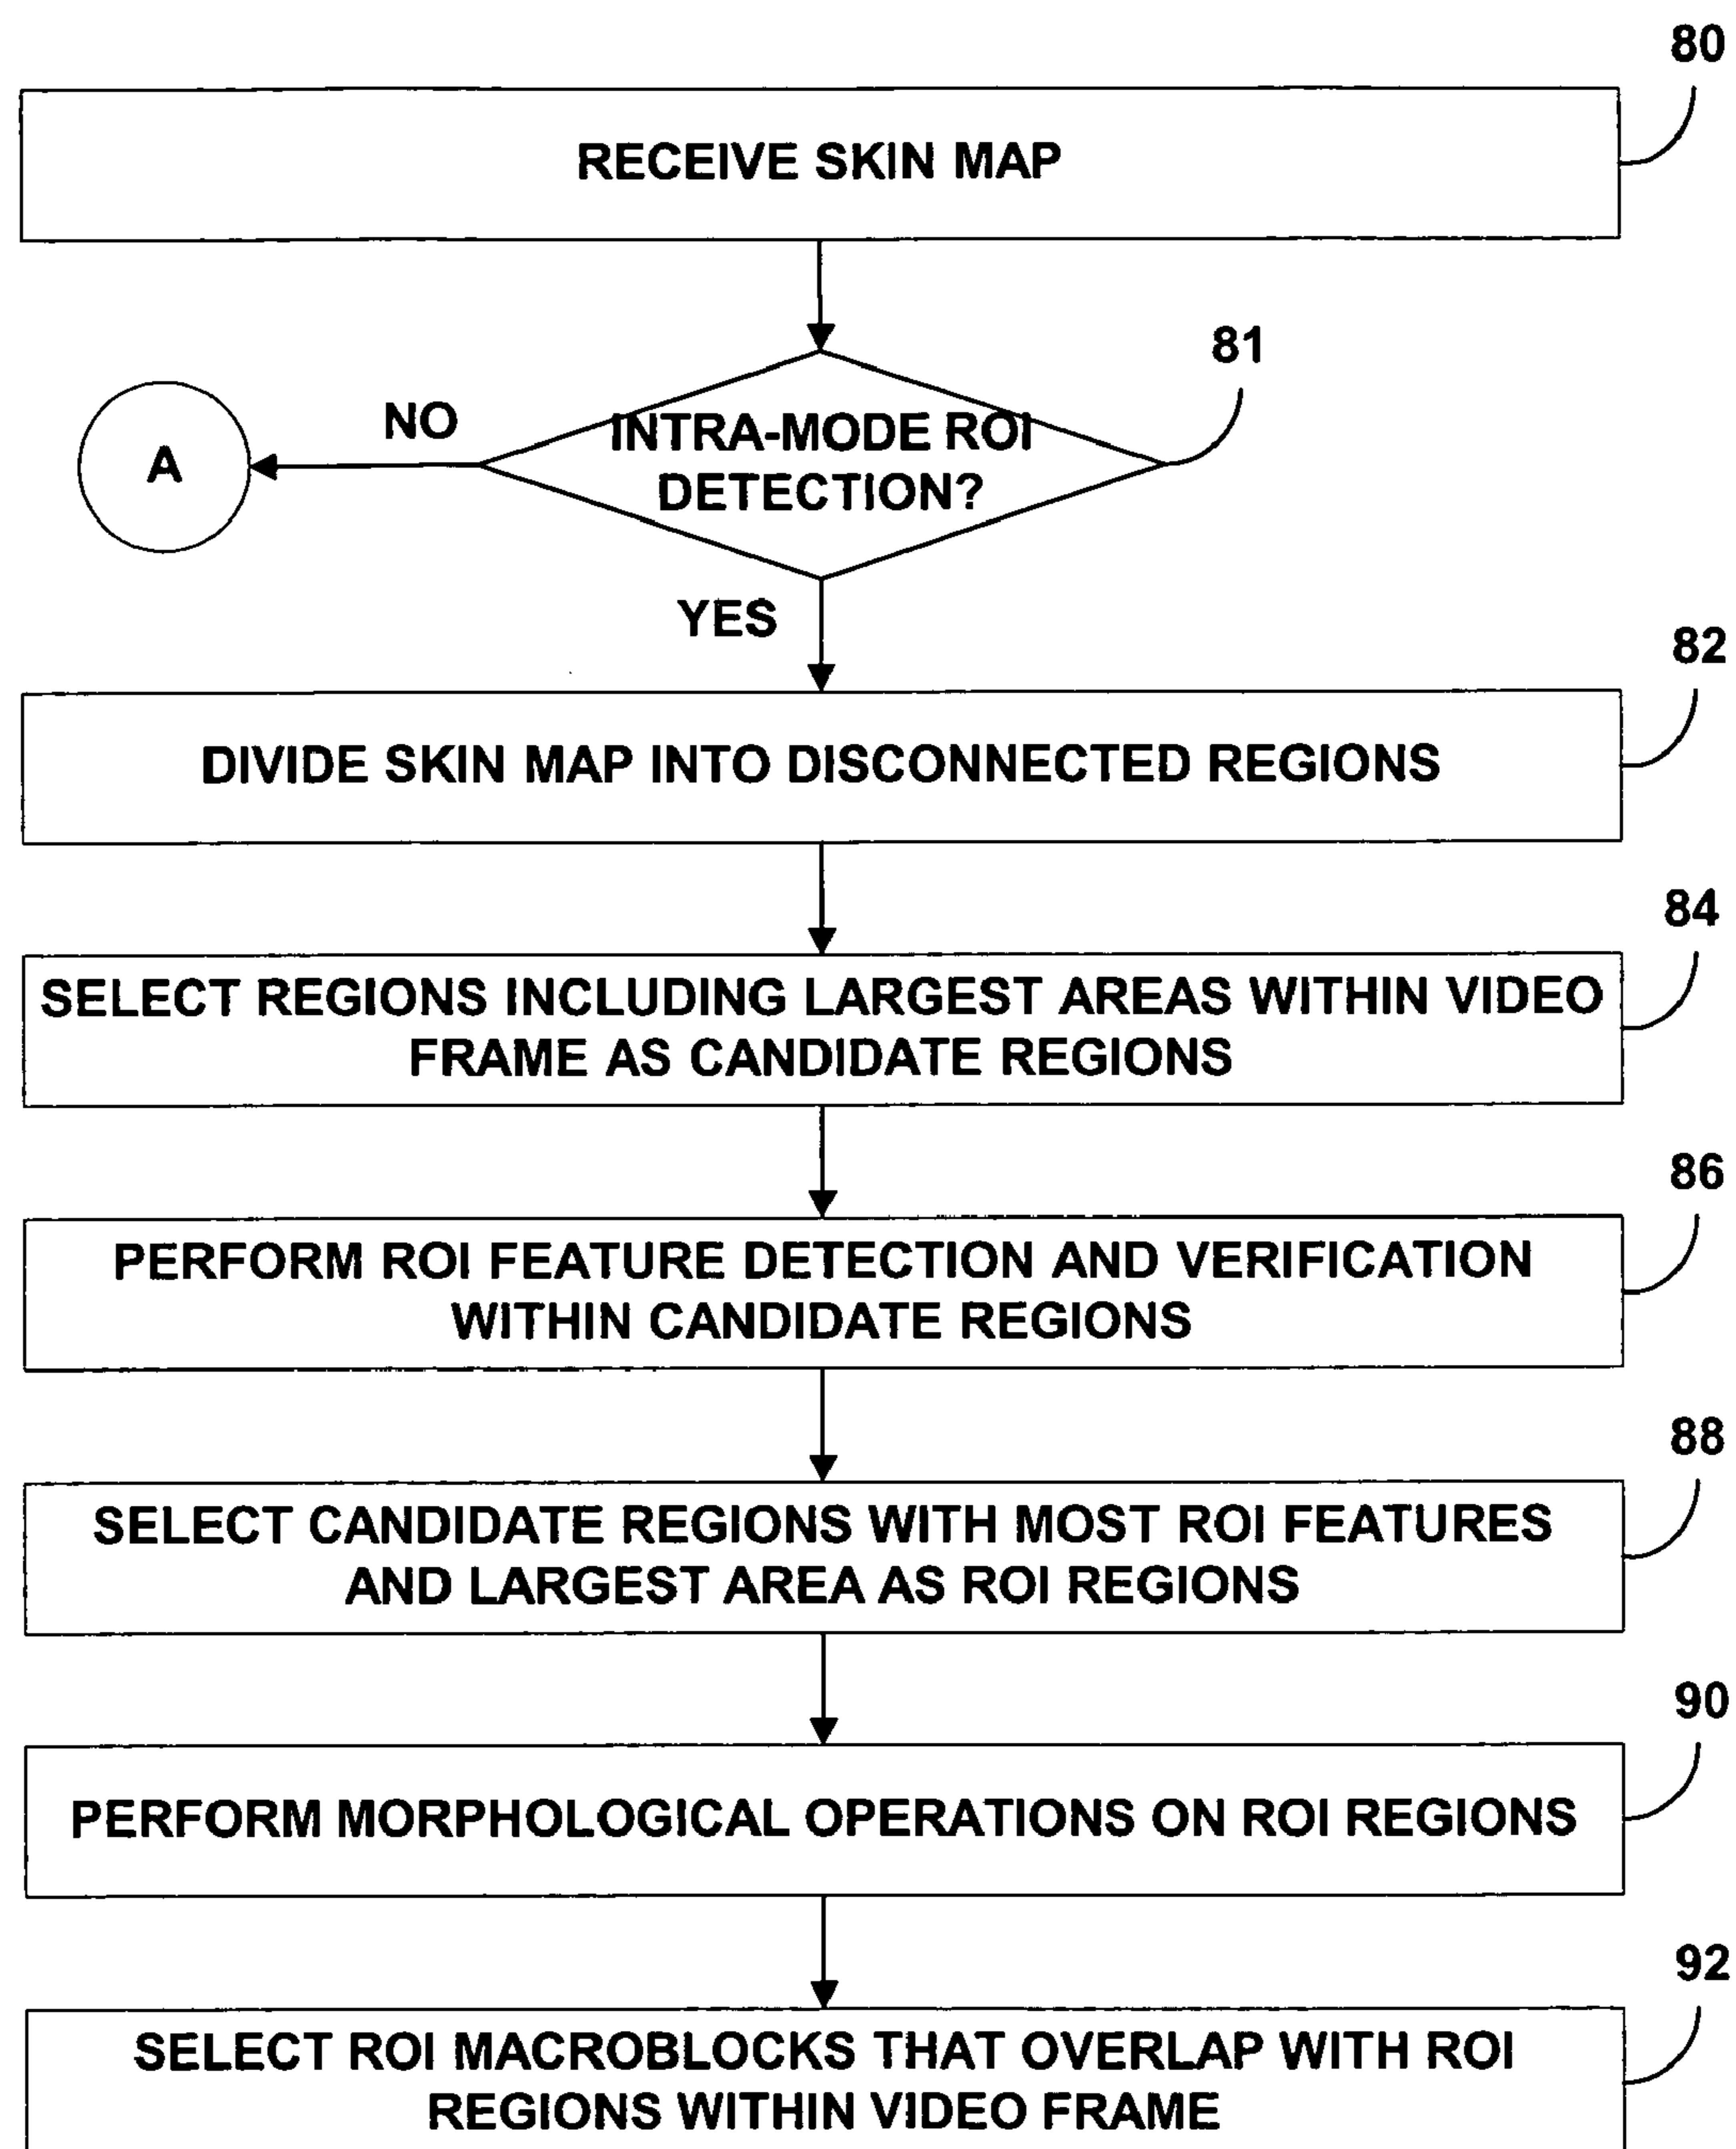 80
RECEIVE SKIN MAP
81
NO
A
INTRA-MODE ROI
DETECTION?
YES
82
DIVIDE SKIN MAP INTO DISCONNECTED REGIONS
84
SELECT REGIONS INCLUDING LARGEST AREAS WITHIN VIDEO
FRAME AS CANDIDATE REGIONS
86
PERFORM ROI FEATURE DETECTION AND VERIFICATION
WITHIN CANDIDATE REGIONS
88
SELECT CANDIDATE REGIONS WITH MOST ROI FEATURES
AND LARGEST AREA AS ROI REGIONS
90
PERFORM MORPHOLOGICAL OPERATIONS ON ROI REGIONS
92
SELECT ROI MACROBLOCKS THAT OVERLAP WITH ROI
REGIONS WITHIN VIDEO FRAME